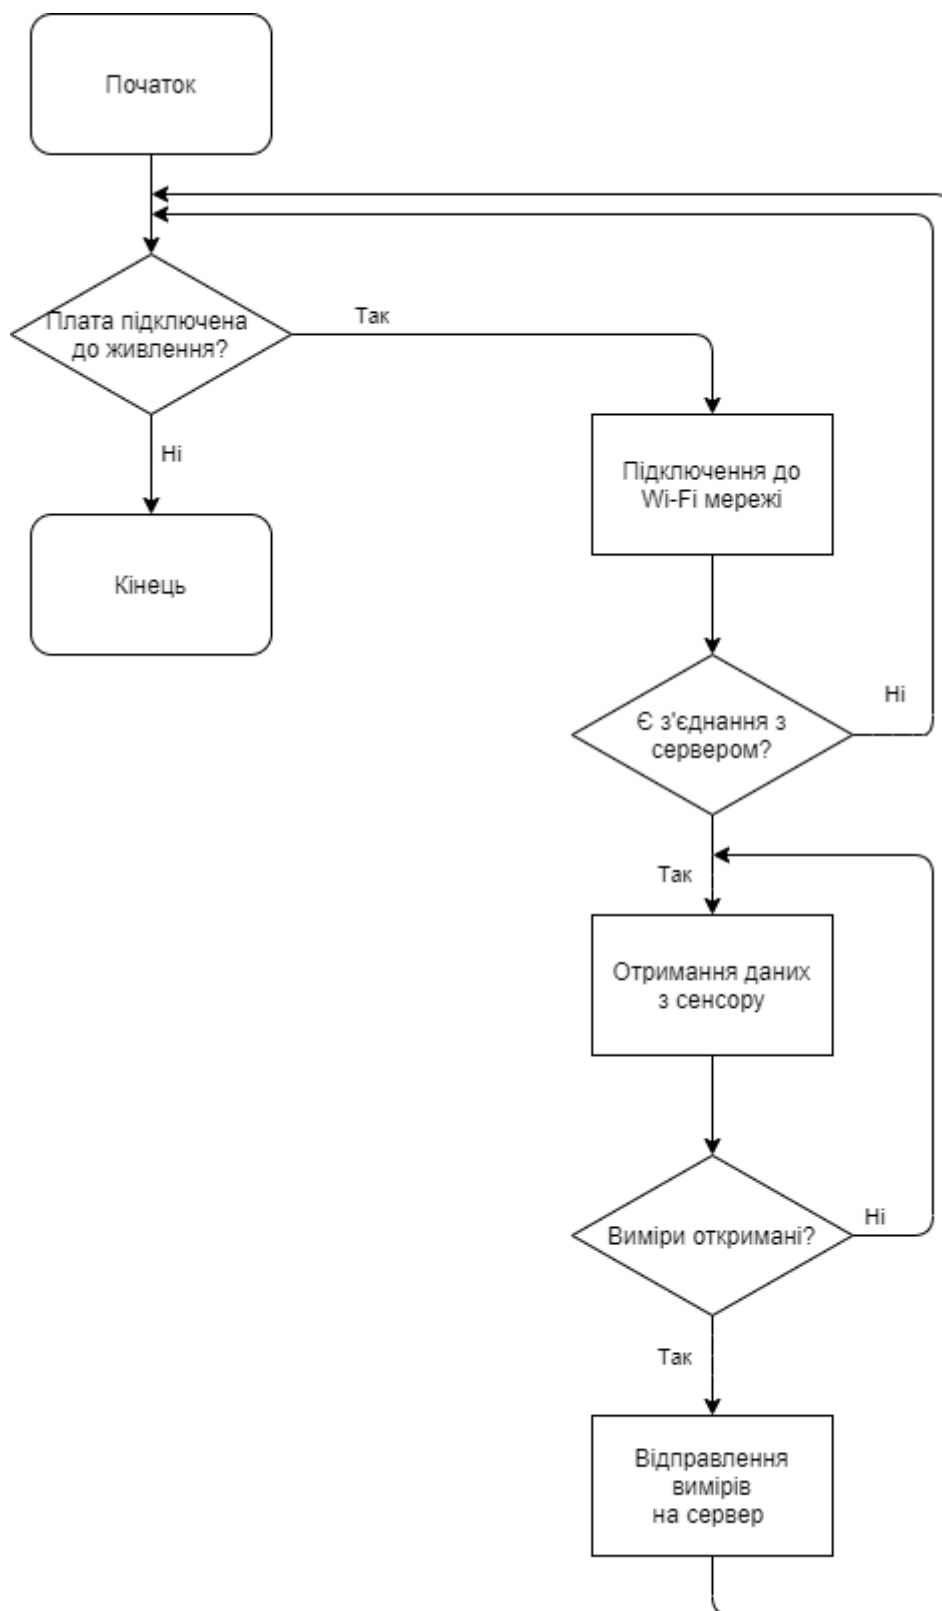 Початок
Плата підключена
до живлення?
Так
Ні
Підключення до
Wi-Fi мережі
Кінець
Є з'єднання з
сервером?
Ні
Так
Отримання даних
з сенсору
Виміри откримані?
Ні
Так
Відправлення
вимірів
на сервер